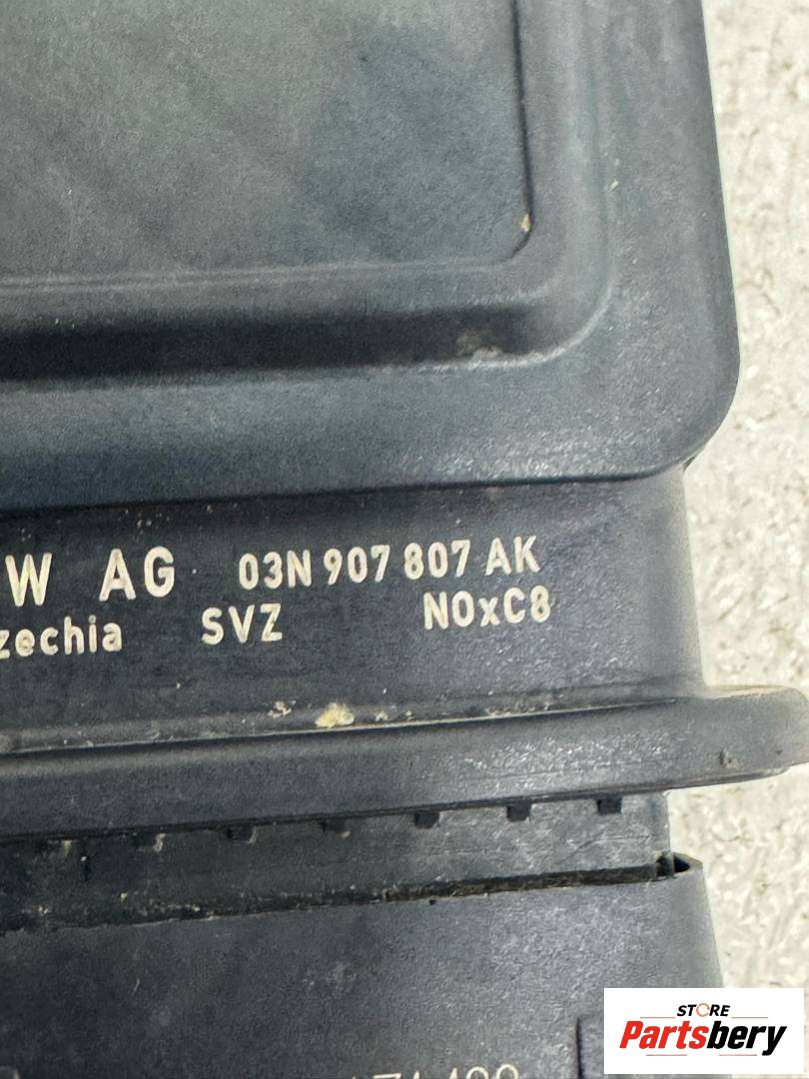 W AG 03N 907 807 AK
zechia SVZ NOxC8
STORE
Partsbery